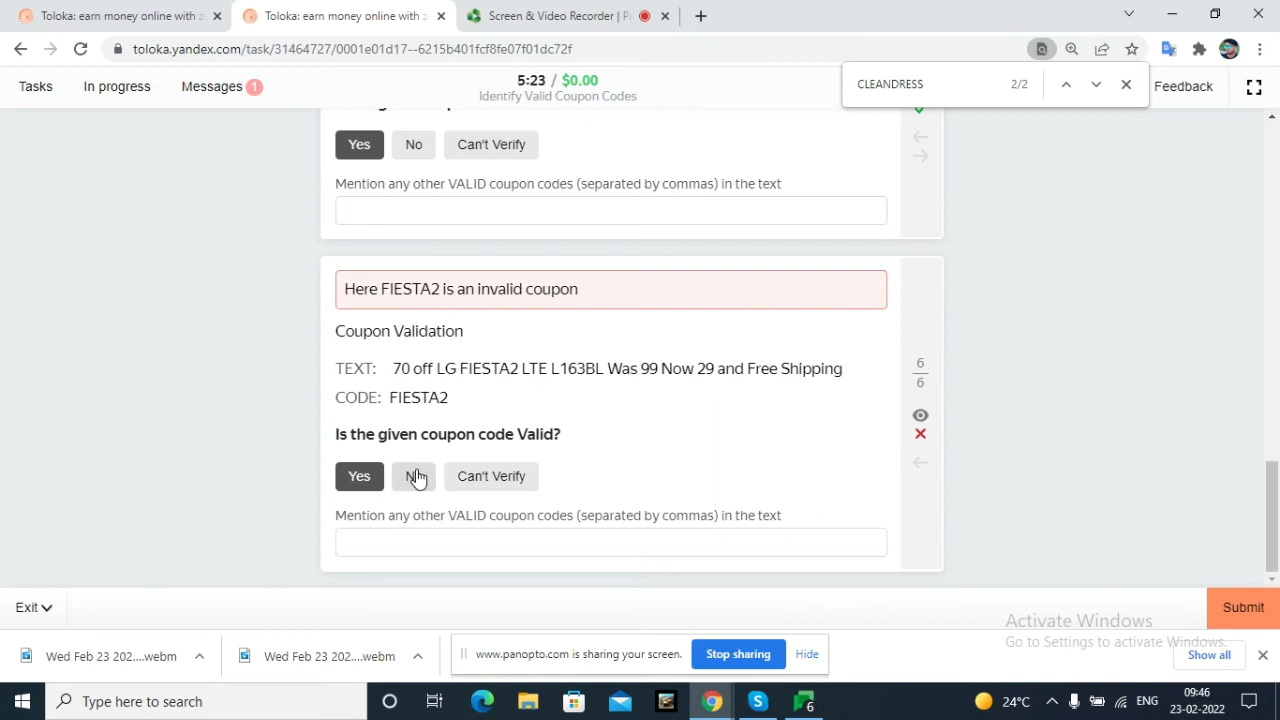 Toloka: earn money online with z
Toloka: earn money online with z
Screen & Video Recorder | Pa
toloka.yandex.com/task/31464727/0001e01d17--6215b401fcf8fe07f01dc72f
Tasks
In progress
Messages 1
5:23 / $0.00
Identify Valid Coupon Codes
CLEANDRESS
2/2
Feedback
Yes
No
Can't Verify
Mention any other VALID coupon codes (separated by commas) in the text
Here FIESTA2 is an invalid coupon
Coupon Validation
TEXT: 70 off LG FIESTA2 LTE L163BL Was 99 Now 29 and Free Shipping
CODE: FIESTA2
6
6
Is the given coupon code Valid?
Yes
Can't Verify
Mention any other VALID coupon codes (separated by commas) in the text
Exit
Submit
Activate Windows
Go to Settings to activate Windows.
Wed Feb 23 202....webm
Wed Feb 23 202....webm
www.panopto.com is sharing your screen.
Stop sharing
Hide
Show all
Type here to search
6
24°C
ENG
09:46
23-02-2022